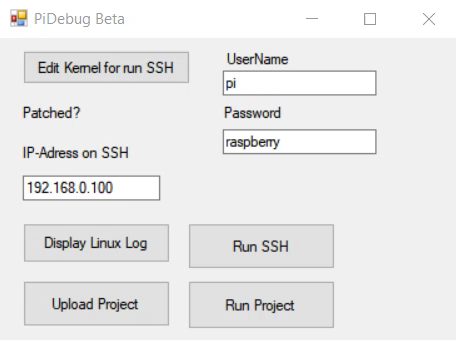 PiDebug Beta
Edit Kernel for run SSH
UserName
pi
Patched?
Password
raspberry
IP-Adress on SSH
192.168.0.100
Display Linux Log
Run SSH
Upload Project
Run Project